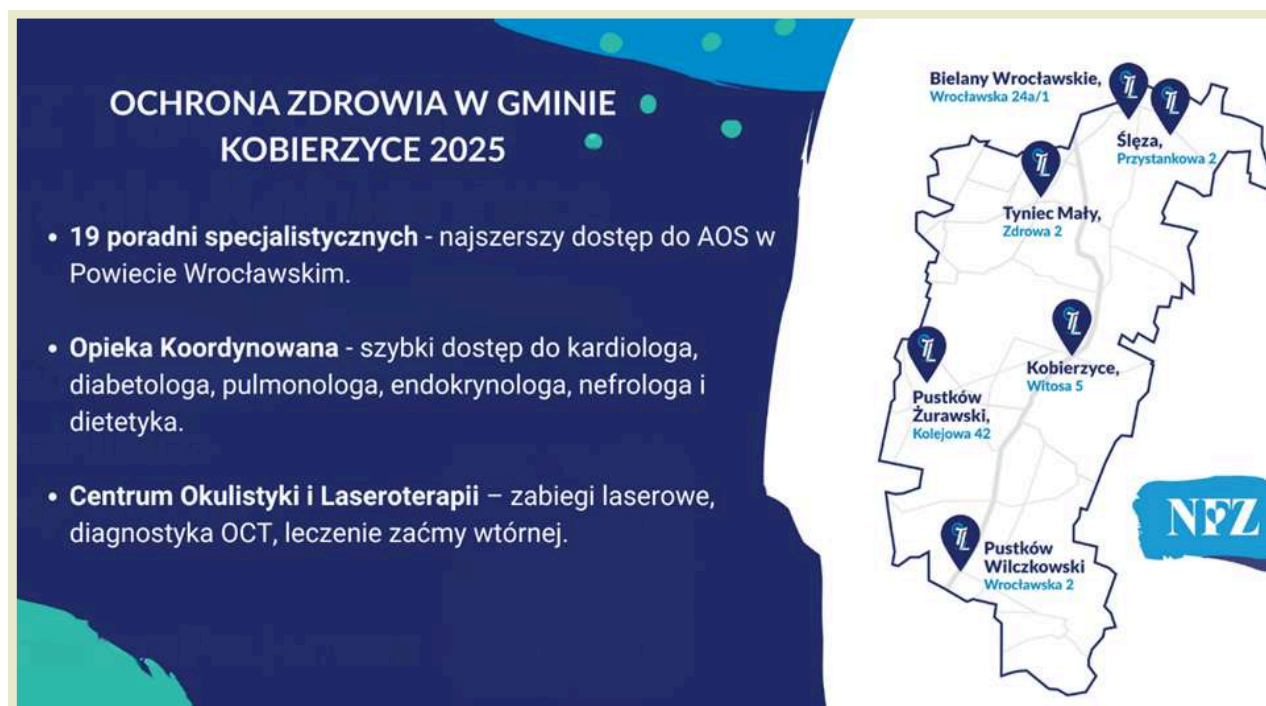 OCHRONA ZDROWIA W GMINIE
KOBIERZYCE 2025
• 19 poradni specjalistycznych - najszerszy dostęp do AOS w
Powiecie Wrocławskim.
• Opieka Koordynowana - szybki dostęp do kardiologa,
diabetologa, pulmonologa, endokrynologa, nefrologa i
dietetyka.
• Centrum Okulistyki i Laseroterapii – zabiegi laserowe,
diagnostyka OCT, leczenie zaćmy wtórnej.
Bielany Wrocławskie,
Wrocławska 24a/1
Ślęza,
Przystankowa 2
Tyniec Mały,
Zdrowa 2
Kobierzyce,
Witosa 5
Pustków
Żurawski,
Kolejowa 42
NFZ
Pustków
Wilczkowski
Wrocławska 2